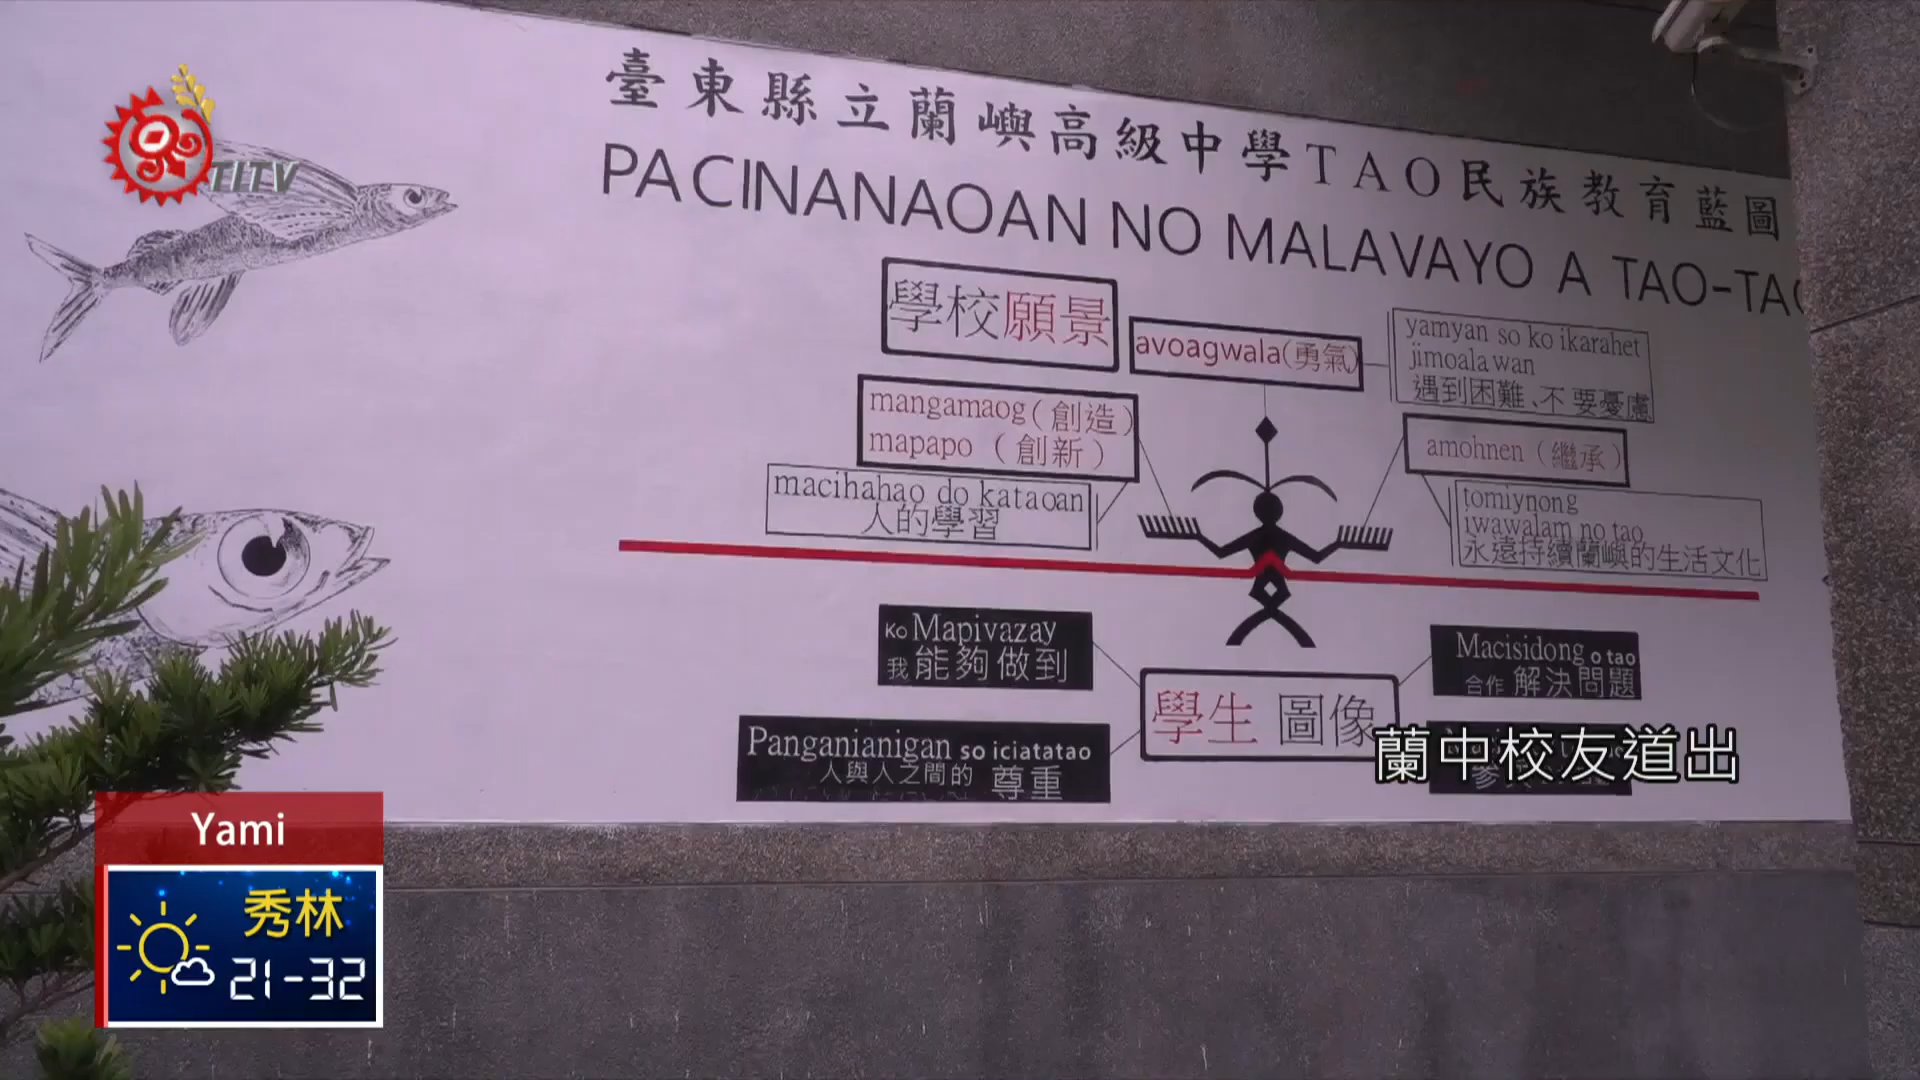 TITV
臺東縣立蘭嶼高級中學TAO民族教育藍圖
PACINANAOAN NO MALAVAYO A TAO-TAO
學校願景
avoagwala(勇氣)
yamyan so ko ikarahet
jimoalawan
遇到困難、不要憂慮
mangamaog(創造)
mapapo (創新)
macihahao do kataoan
人的學習
amohnen (繼承)
tomiynong
iwawalam no tao
永遠持續蘭嶼的生活文化
Ko Mapivazay
我能夠做到
Macisidong o tao
合作 解決問題
學生 圖像
Panganianigan so iciatatao
人與人之間的 尊重
蘭中校友道出
Yami
秀林
21-32